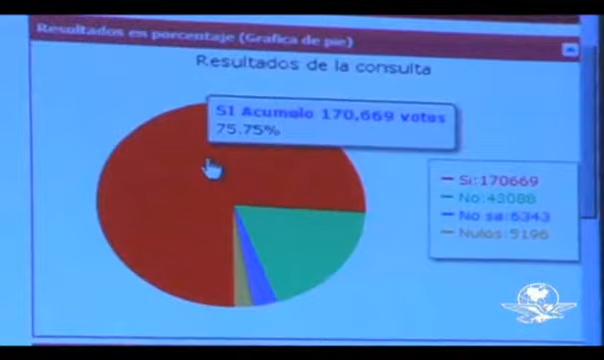 Resultados en porcentaje (Grafica de pie)
Resultados de la consulta
SI Acumulo 170,669 votos
75.75%
Si:170669
No:43088
No sa:6343
Nulos:5196